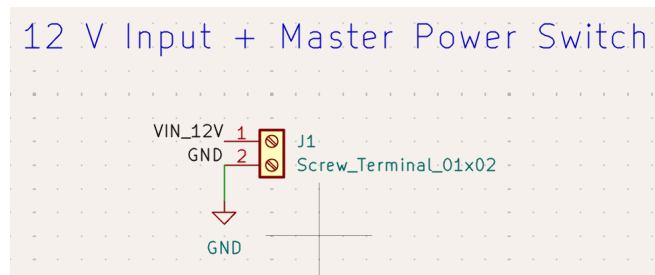 12 V Input + Master Power Switch
VIN_12V 1 J1
GND 2 Screw_Terminal_01x02
GND